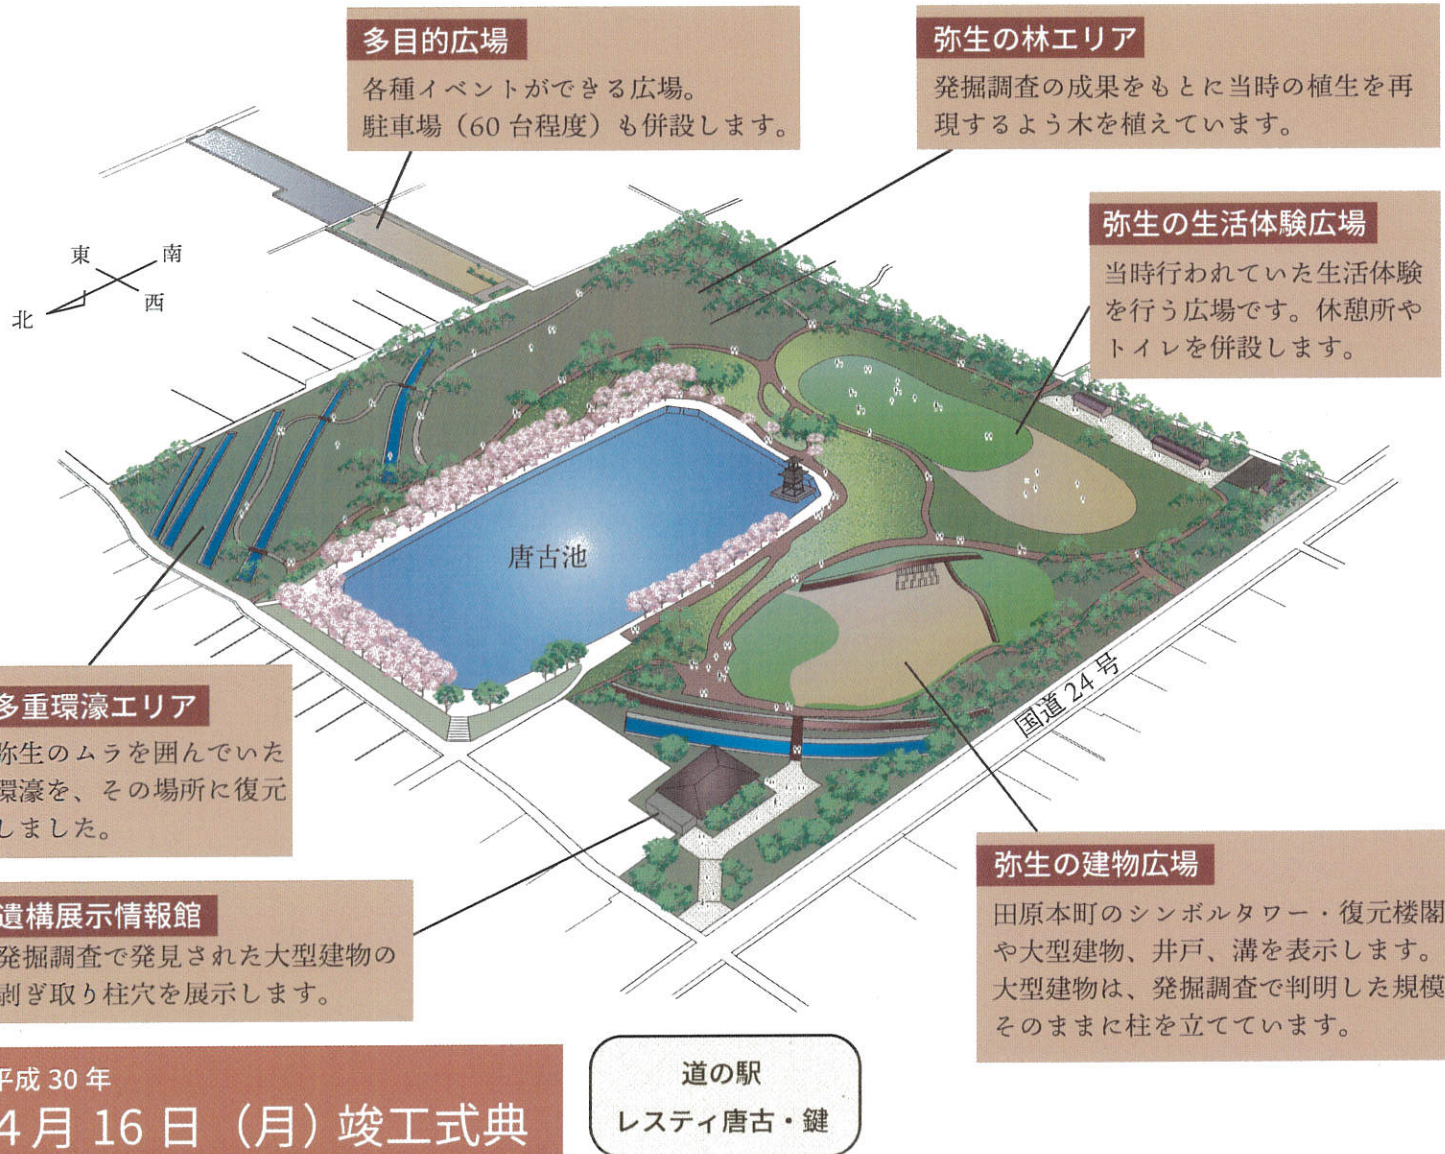 多目的広場
各種イベントができる広場。
駐車場（60 台程度）も併設します。
弥生の林エリア
発掘調査の成果をもとに当時の植生を再
現するよう木を植えています。
弥生の生活体験広場
当時行われていた生活体験
を行う広場です。休憩所や
トイレを併設します。
東
南
西
北
唐古池
国道 24 号
多重環濠エリア
弥生のムラを囲んでいた
環濠を、その場所に復元
しました。
遺構展示情報館
発掘調査で発見された大型建物の
剥ぎ取り柱穴を展示します。
弥生の建物広場
田原本町のシンボルタワー・復元楼閣
や大型建物、井戸、溝を表示します。
大型建物は、発掘調査で判明した規模
そのままに柱を立てています。
平成 30 年
4 月 16 日（月）竣工式典
道の駅
レスティ唐古・鍵